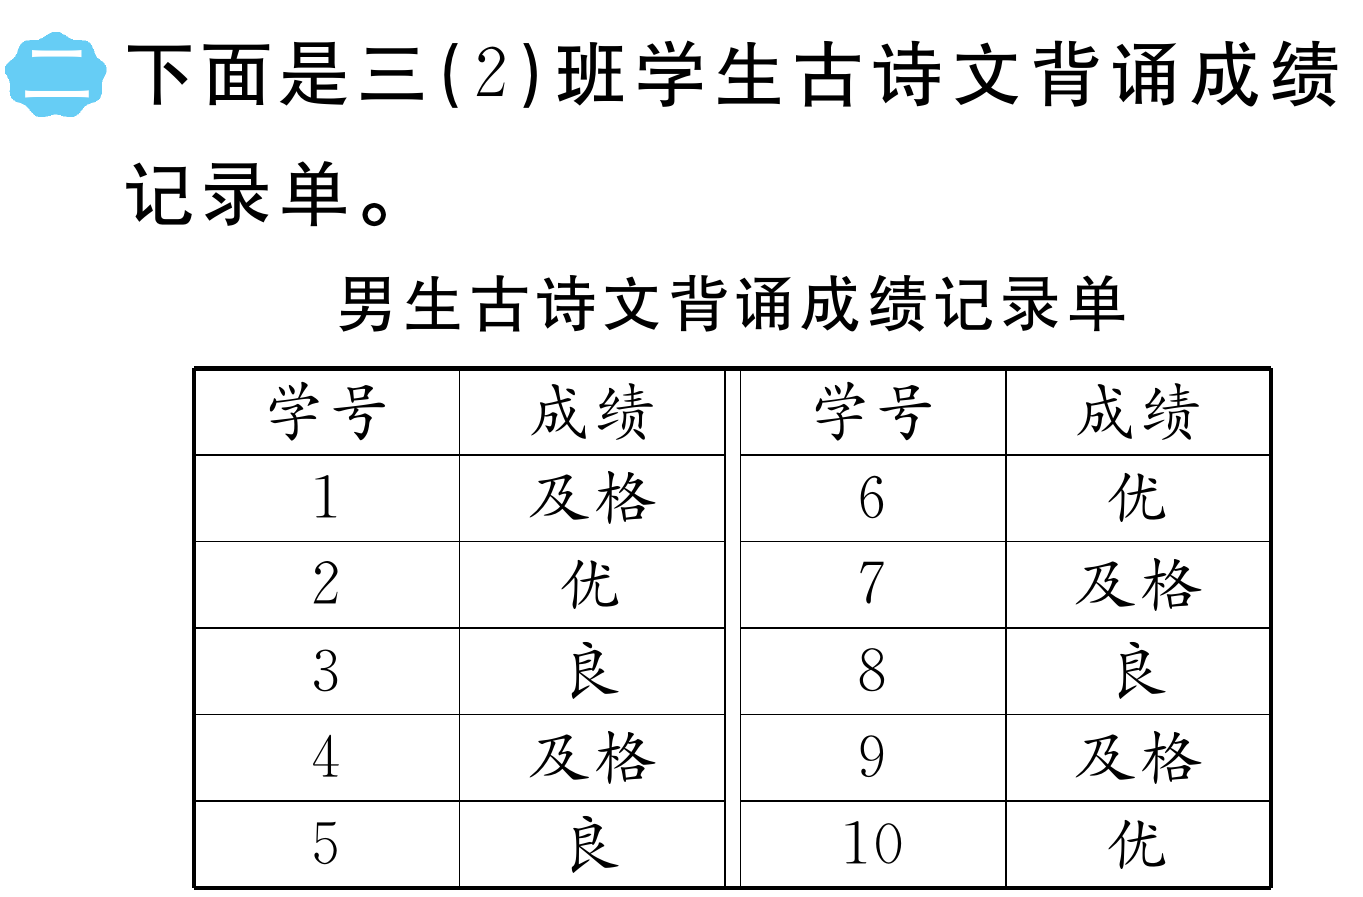 二 下面是三(2)班学生古诗文背诵成绩
记录单。
男生古诗文背诵成绩记录单
学号 成绩 学号 成绩
1 及格 6 优
2 优 7 及格
3 良 8 良
4 及格 9 及格
5 良 10 优